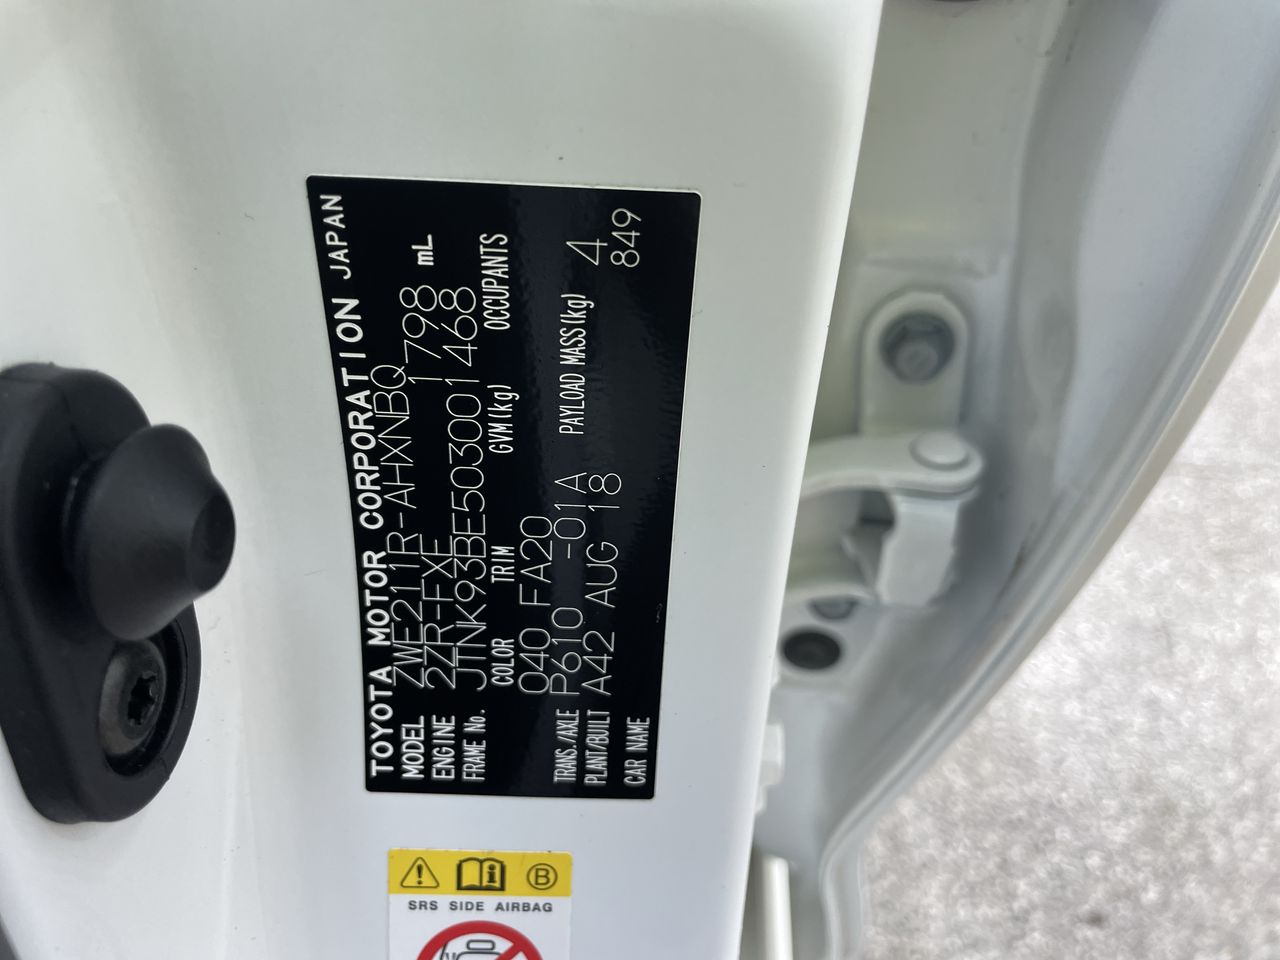 TOYOTA MOTOR CORPORATION JAPAN
MODEL ZWE211R-AHXNBQ
ENGINE 2ZR-FXE 1798 mL
FRAME No. JTNK93BE503001468
COLOR TRIM GVM(kg) OCCUPANTS
040 FA20
TRANS./AXLE P610 -01A PAYLOAD MASS(kg) 4
PLANT/BUILT A42 AUG 18 849
CAR NAME
B
SRS SIDE AIRBAG